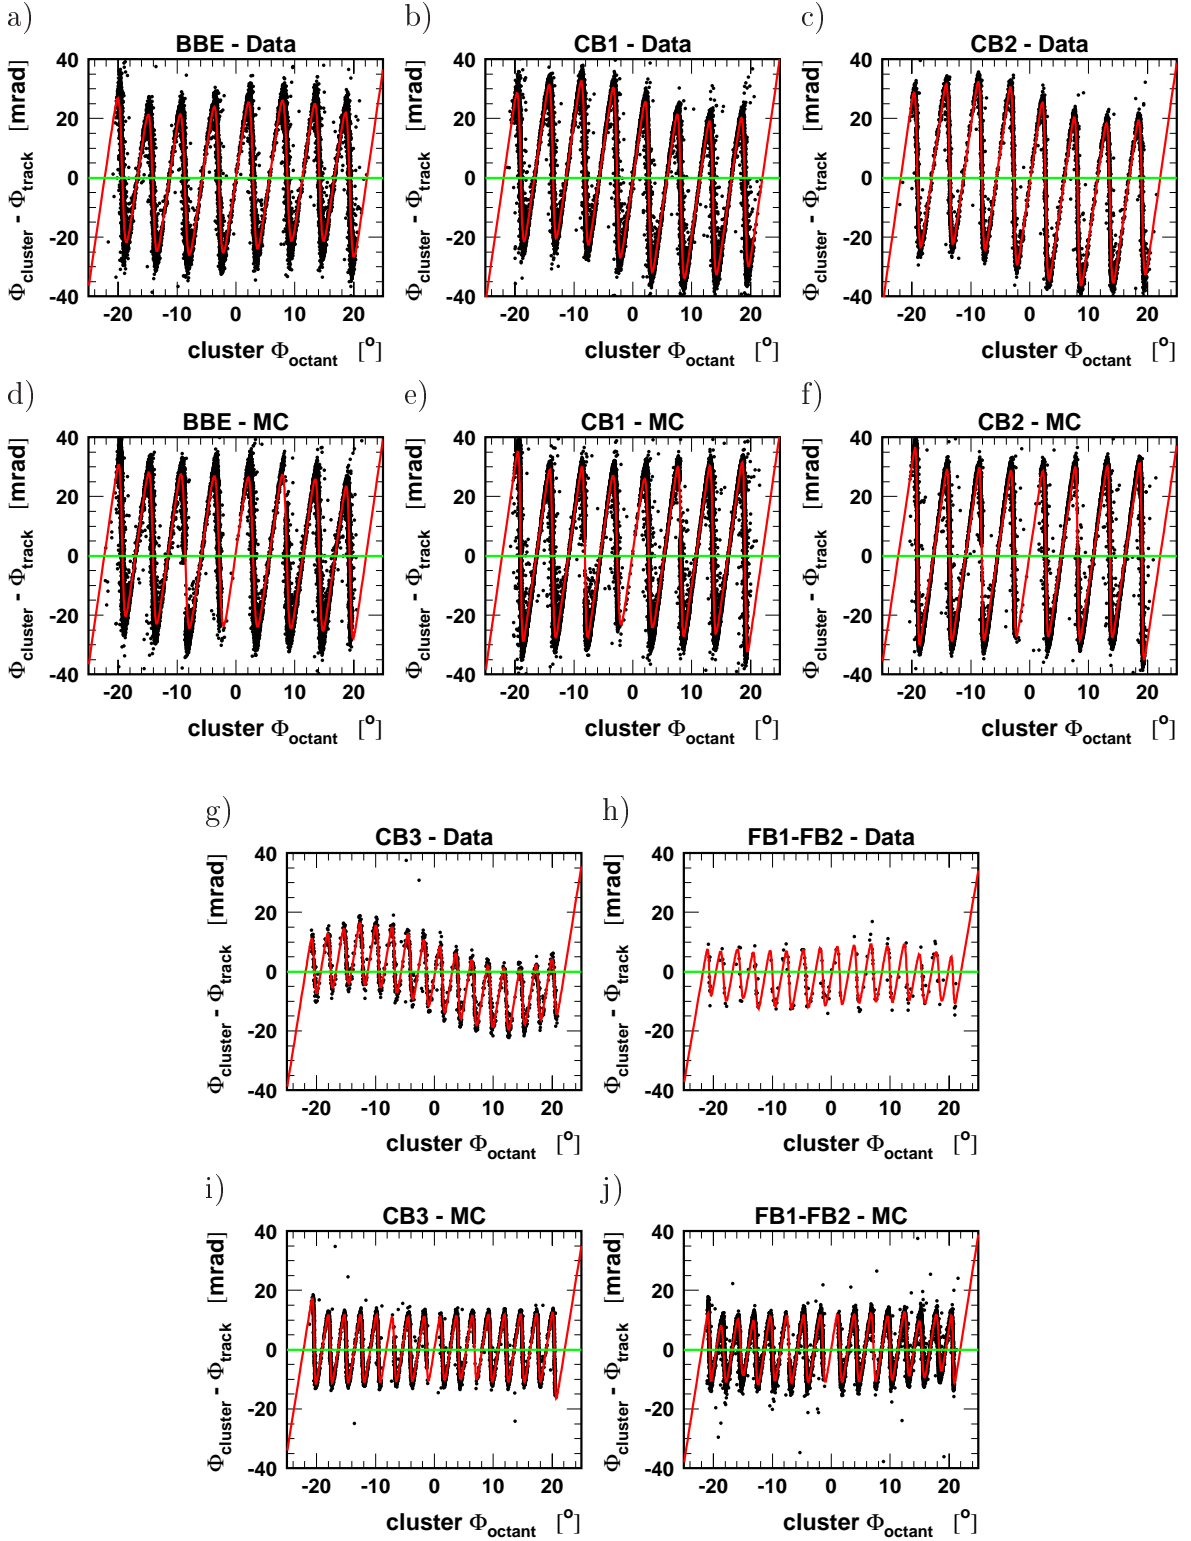 a) b) c)
BBE - Data CB1 - Data CB2 - Data
Φcluster - Φtrack [mrad] Φcluster - Φtrack [mrad] Φcluster - Φtrack [mrad]
40 40 40
20 20 20
0 0 0
-20 -20 -20
-40 -40 -40
-20 -10 0 10 20 -20 -10 0 10 20 -20 -10 0 10 20
cluster Φoctant [o] cluster Φoctant [o] cluster Φoctant [o]
d) e) f)
BBE - MC CB1 - MC CB2 - MC
Φcluster - Φtrack [mrad] Φcluster - Φtrack [mrad] Φcluster - Φtrack [mrad]
40 40 40
20 20 20
0 0 0
-20 -20 -20
-40 -40 -40
-20 -10 0 10 20 -20 -10 0 10 20 -20 -10 0 10 20
cluster Φoctant [o] cluster Φoctant [o] cluster Φoctant [o]
g) h)
CB3 - Data FB1-FB2 - Data
Φcluster - Φtrack [mrad] Φcluster - Φtrack [mrad]
40 40
20 20
0 0
-20 -20
-40 -40
-20 -10 0 10 20 -20 -10 0 10 20
cluster Φoctant [o] cluster Φoctant [o]
i) j)
CB3 - MC FB1-FB2 - MC
Φcluster - Φtrack [mrad] Φcluster - Φtrack [mrad]
40 40
20 20
0 0
-20 -20
-40 -40
-20 -10 0 10 20 -20 -10 0 10 20
cluster Φoctant [o] cluster Φoctant [o]